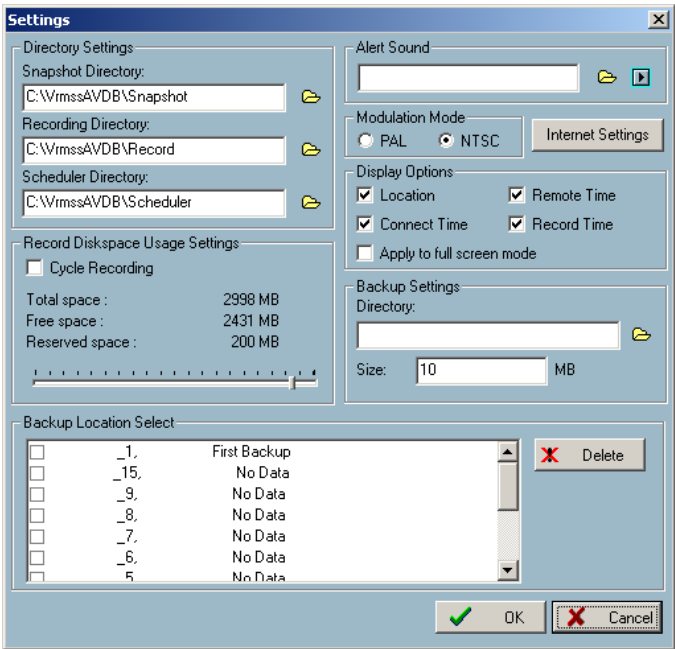 Settings
Directory Settings
Snapshot Directory:
C:\VrmssAVDB\Snapshot
Recording Directory:
C:\VrmssAVDB\Record
Scheduler Directory:
C:\VrmssAVDB\Scheduler
Record Diskspace Usage Settings
Cycle Recording
Total space : 2998 MB
Free space : 2431 MB
Reserved space : 200 MB
Alert Sound
Modulation Mode
PAL NTSC
Internet Settings
Display Options
Location Remote Time
Connect Time Record Time
Apply to full screen mode
Backup Settings
Directory:
Size: 10 MB
Backup Location Select
_1, First Backup
_15, No Data
_9, No Data
_8, No Data
_7, No Data
_6, No Data
_5 No Data
Delete
OK Cancel